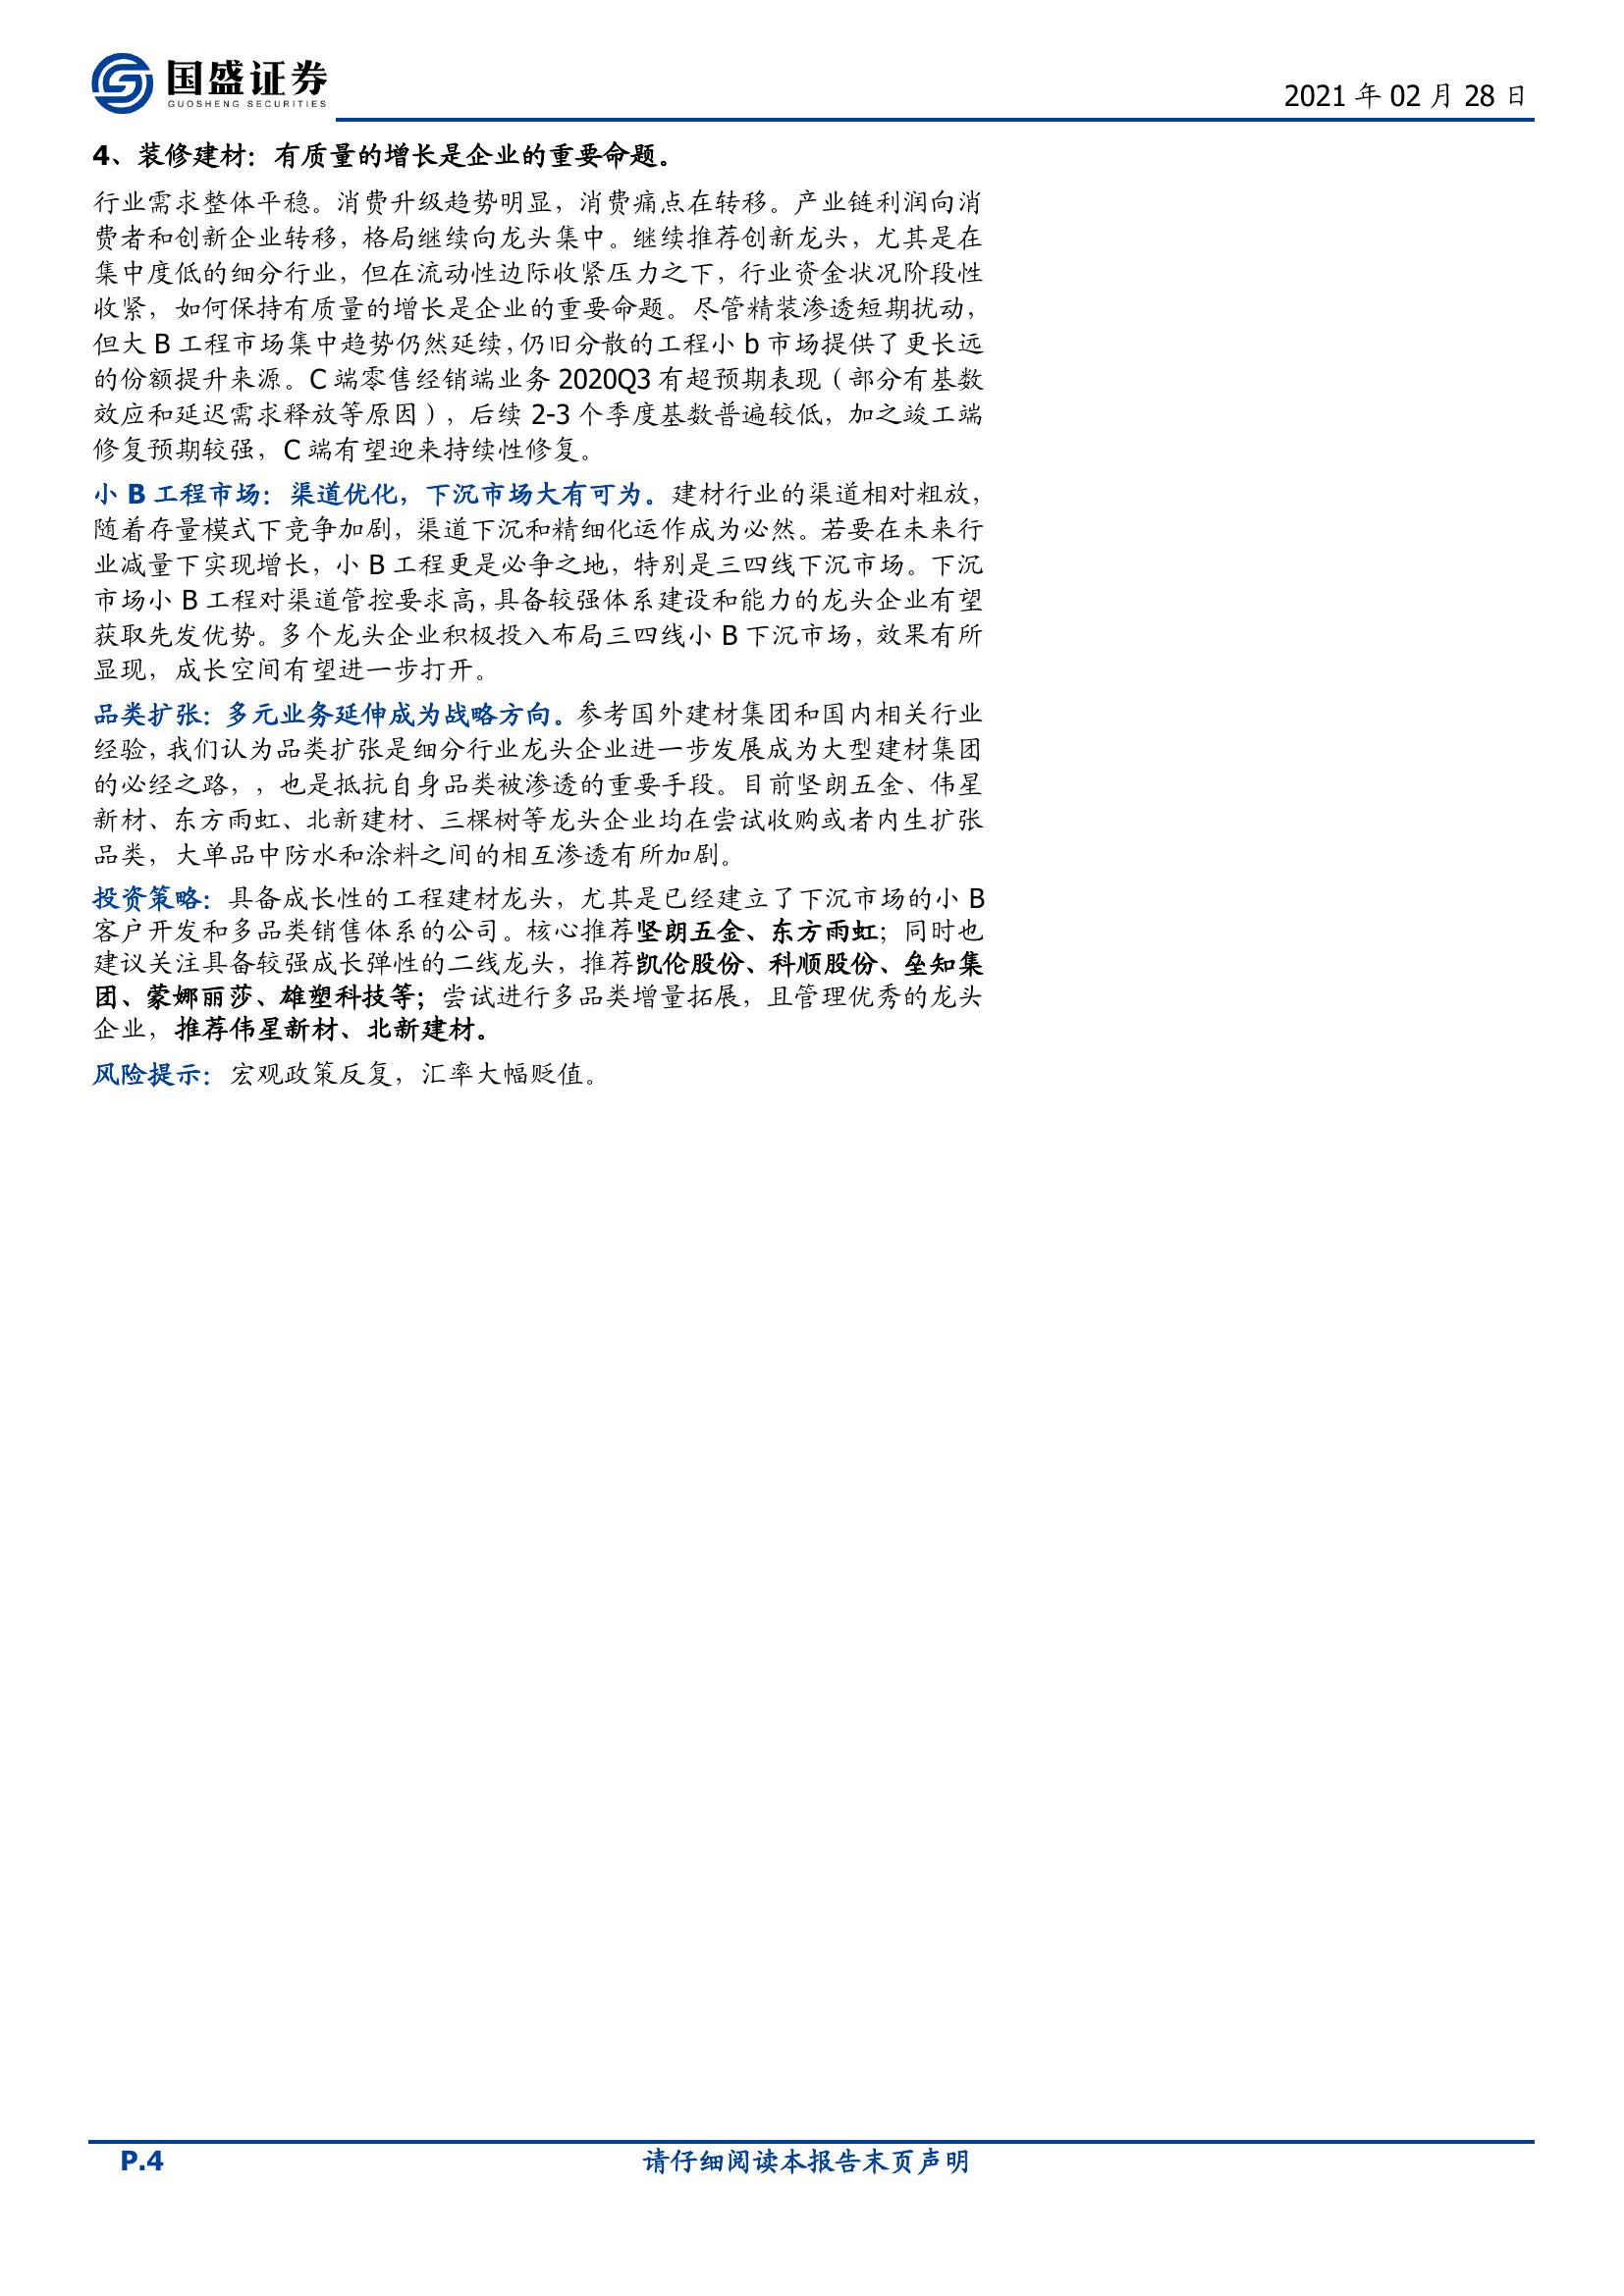 国盛证券
GUOSHENG SECURITIES
2021 年 02 月 28 日
4、装修建材：有质量的增长是企业的重要命题。
行业需求整体平稳。消费升级趋势明显，消费痛点在转移。产业链利润向消
费者和创新企业转移，格局继续向龙头集中。继续推荐创新龙头，尤其是在
集中度低的细分行业，但在流动性边际收紧压力之下，行业资金状况阶段性
收紧，如何保持有质量的增长是企业的重要命题。尽管精装渗透短期扰动，
但大 B 工程市场集中趋势仍然延续，仍旧分散的工程小 b 市场提供了更长远
的份额提升来源。C 端零售经销端业务 2020Q3 有超预期表现（部分有基数
效应和延迟需求释放等原因），后续 2-3 个季度基数普遍较低，加之竣工端
修复预期较强，C 端有望迎来持续性修复。
小 B 工程市场：渠道优化，下沉市场大有可为。建材行业的渠道相对粗放，
随着存量模式下竞争加剧，渠道下沉和精细化运作成为必然。若要在未来行
业减量下实现增长，小 B 工程更是必争之地，特别是三四线下沉市场。下沉
市场小 B 工程对渠道管控要求高，具备较强体系建设和能力的龙头企业有望
获取先发优势。多个龙头企业积极投入布局三四线小 B 下沉市场，效果有所
显现，成长空间有望进一步打开。
品类扩张：多元业务延伸成为战略方向。参考国外建材集团和国内相关行业
经验，我们认为品类扩张是细分行业龙头企业进一步发展成为大型建材集团
的必经之路，，也是抵抗自身品类被渗透的重要手段。目前坚朗五金、伟星
新材、东方雨虹、北新建材、三棵树等龙头企业均在尝试收购或者内生扩张
品类，大单品中防水和涂料之间的相互渗透有所加剧。
投资策略：具备成长性的工程建材龙头，尤其是已经建立了下沉市场的小 B
客户开发和多品类销售体系的公司。核心推荐坚朗五金、东方雨虹；同时也
建议关注具备较强成长弹性的二线龙头，推荐凯伦股份、科顺股份、垒知集
团、蒙娜丽莎、雄塑科技等；尝试进行多品类增量拓展，且管理优秀的龙头
企业，推荐伟星新材、北新建材。
风险提示：宏观政策反复，汇率大幅贬值。
P.4
请仔细阅读本报告末页声明